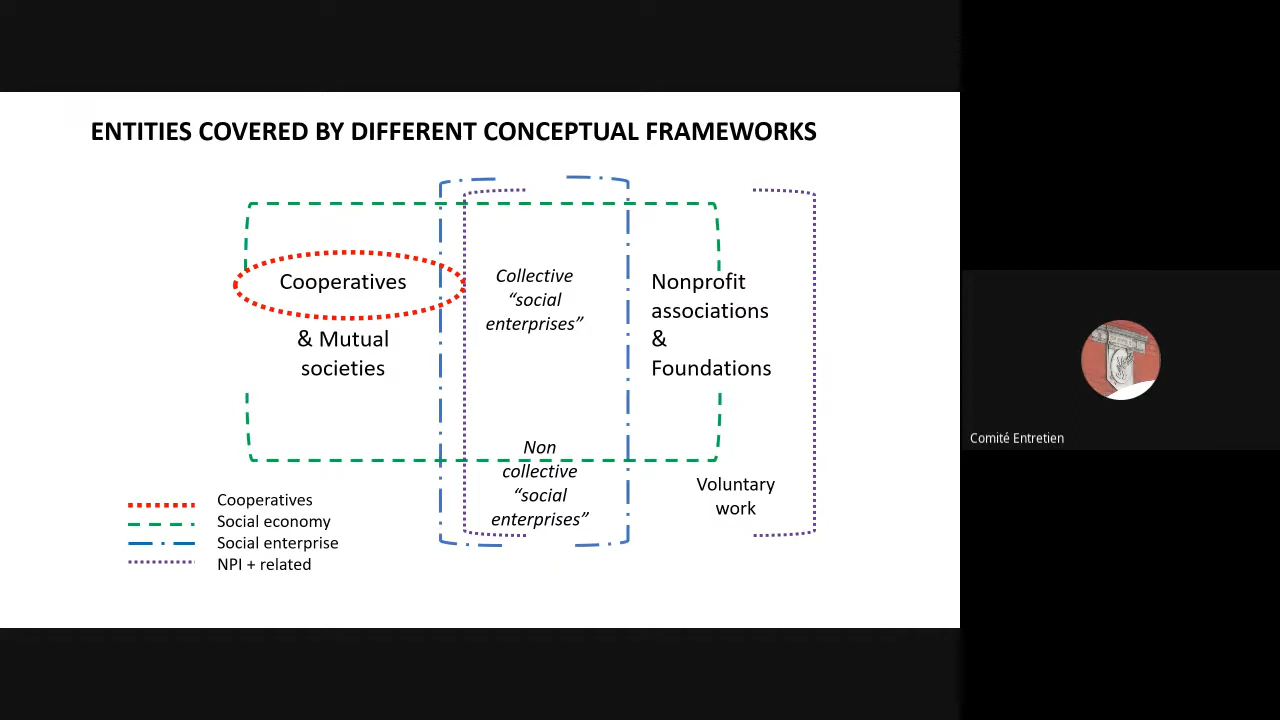 ENTITIES COVERED BY DIFFERENT CONCEPTUAL FRAMEWORKS
Cooperatives
& Mutual
societies
Collective
“social
enterprises”
Nonprofit
associations
&
Foundations
Non
collective
“social
enterprises”
Voluntary
work
Cooperatives
Social economy
Social enterprise
NPI + related
Comité Entretien